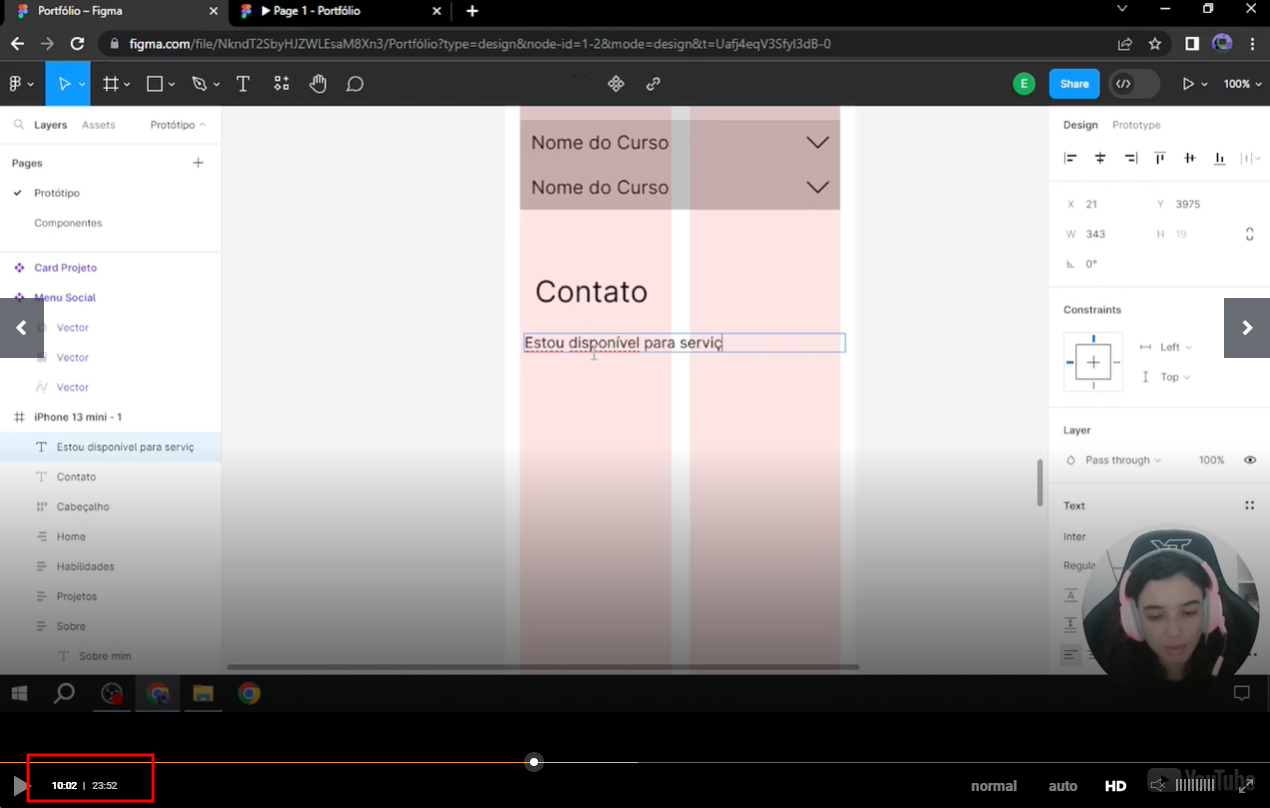 Portfólio – Figma
Page 1 - Portfólio
figma.com/file/NkndT2SbyHJZWLEsaM8Xn3/Portfólio?type=design&node-id=1-2&mode=design&t=Uafj4eqV3SfyI3dB-0
E
Share
100%
Layers
Assets
Protótipo
Pages
Protótipo
Componentes
Card Projeto
Menu Social
Vector
Vector
Vector
iPhone 13 mini - 1
Estou disponível para serviç
Contato
Cabeçalho
Home
Habilidades
Projetos
Sobre
Sobre mim
Nome do Curso
Nome do Curso
Contato
Estou disponível para serviç
Design
Prototype
X 21
Y 3975
W 343
H 19
0°
Constraints
Left
Top
Layer
Pass through
100%
Text
Inter
Regula
10:02 | 23:52
normal
auto
HD
YouTube